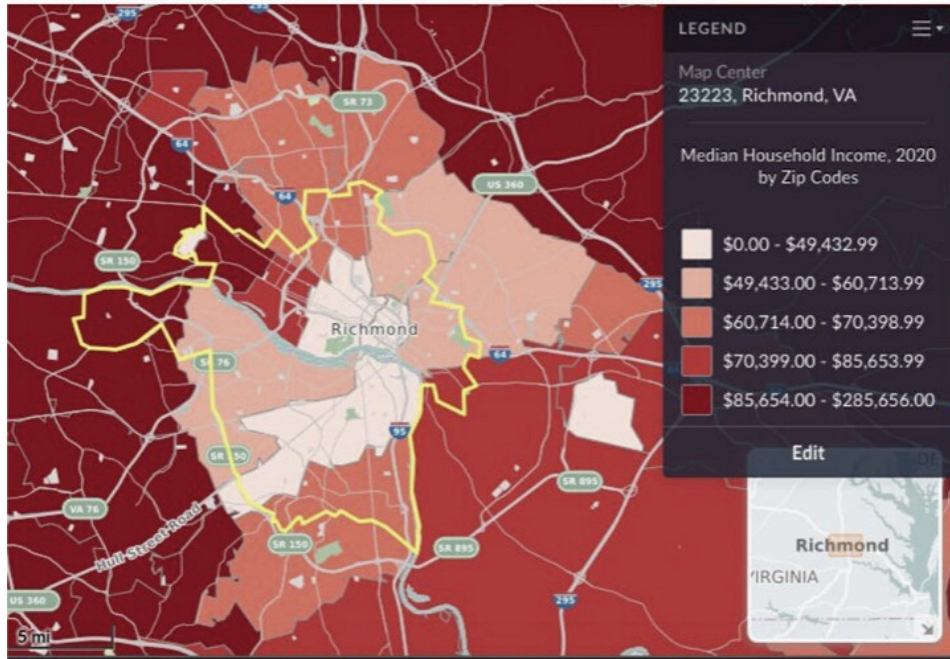 295
295
LEGEND
Map Center
23223, Richmond, VA
SR 73
64
Median Household Income, 2020
by Zip Codes
US 360
64
$0.00 - $49,432.99
SR 150
$49,433.00 - $60,713.99
295
$60,714.00 - $70,398.99
Richmond
64
SR 76
$70,399.00 - $85,653.99
$85,654.00 - $285,656.00
95
Edit
SR 150
SR 895
VA 76
Hull Street Road
SR 150
SR 895
Richmond
VIRGINIA
US 360
295
5 mi